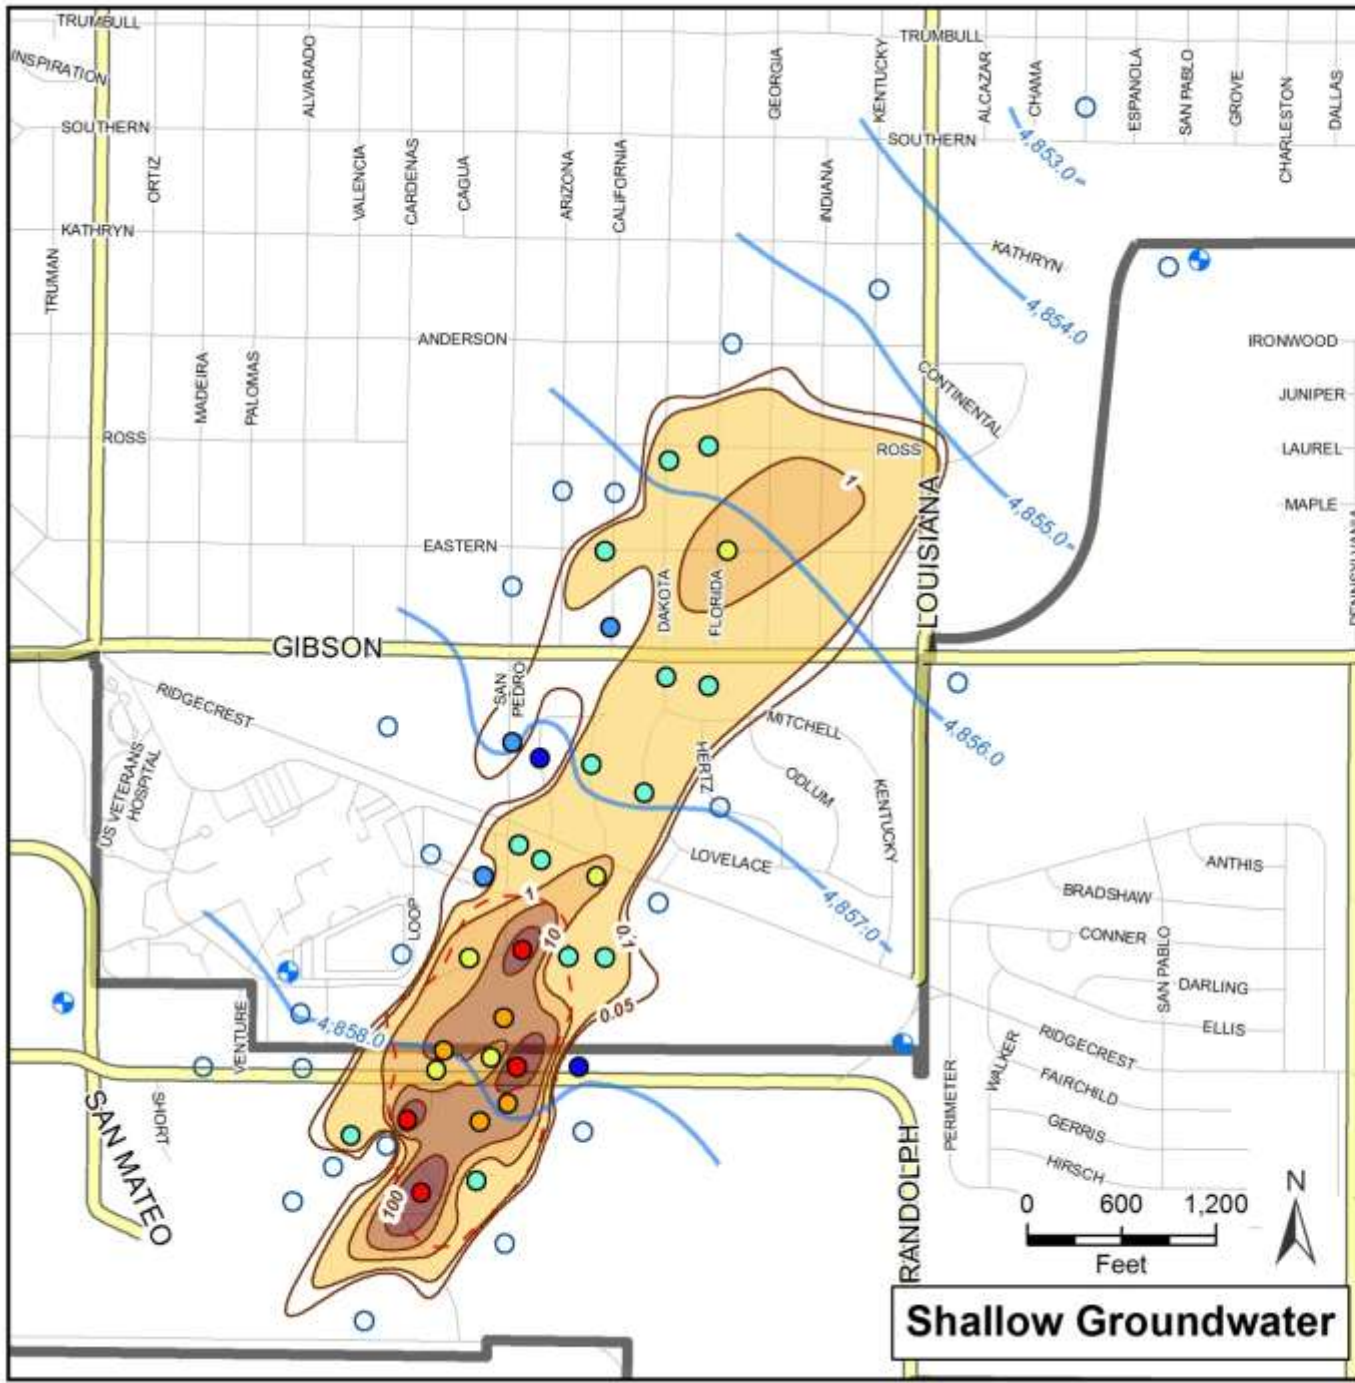 TRUMBULL
TRUMBULL
INSPIRATION
ALVARADO
GEORGIA
KENTUCKY
ALCAZAR
CHAMA
ESPANOLA
SAN PABLO
GROVE
CHARLESTON
DALLAS
SOUTHERN
SOUTHERN
4,853.0
ORTIZ
VALENCIA
CARDENAS
CAGUA
ARIZONA
CALIFORNIA
INDIANA
KATHRYN
KATHRYN
TRUMAN
4,854.0
ANDERSON
IRONWOOD
MADEIRA
PALOMAS
CONTINENTAL
JUNIPER
ROSS
ROSS
LAUREL
1
MAPLE
4,855.0
LOUISIANA
EASTERN
PENNSYLVANIA
DAKOTA
FLORIDA
GIBSON
SAN
PEDRO
RIDGECREST
MITCHELL
4,856.0
US VETERANS
HOSPITAL
HERTZ
ODLUM
KENTUCKY
LOVELACE
ANTHIS
BRADSHAW
1
4,857.0
LOOP
10
0.1
CONNER
SAN PABLO
DARLING
0.05
VENTURE
4,858.0
ELLIS
RIDGECREST
WALKER
PERIMETER
FAIRCHILD
SAN MATEO
SHORT
GERRIS
RANDOLPH
HIRSCH
100
N
0 600 1,200
Feet
Shallow Groundwater